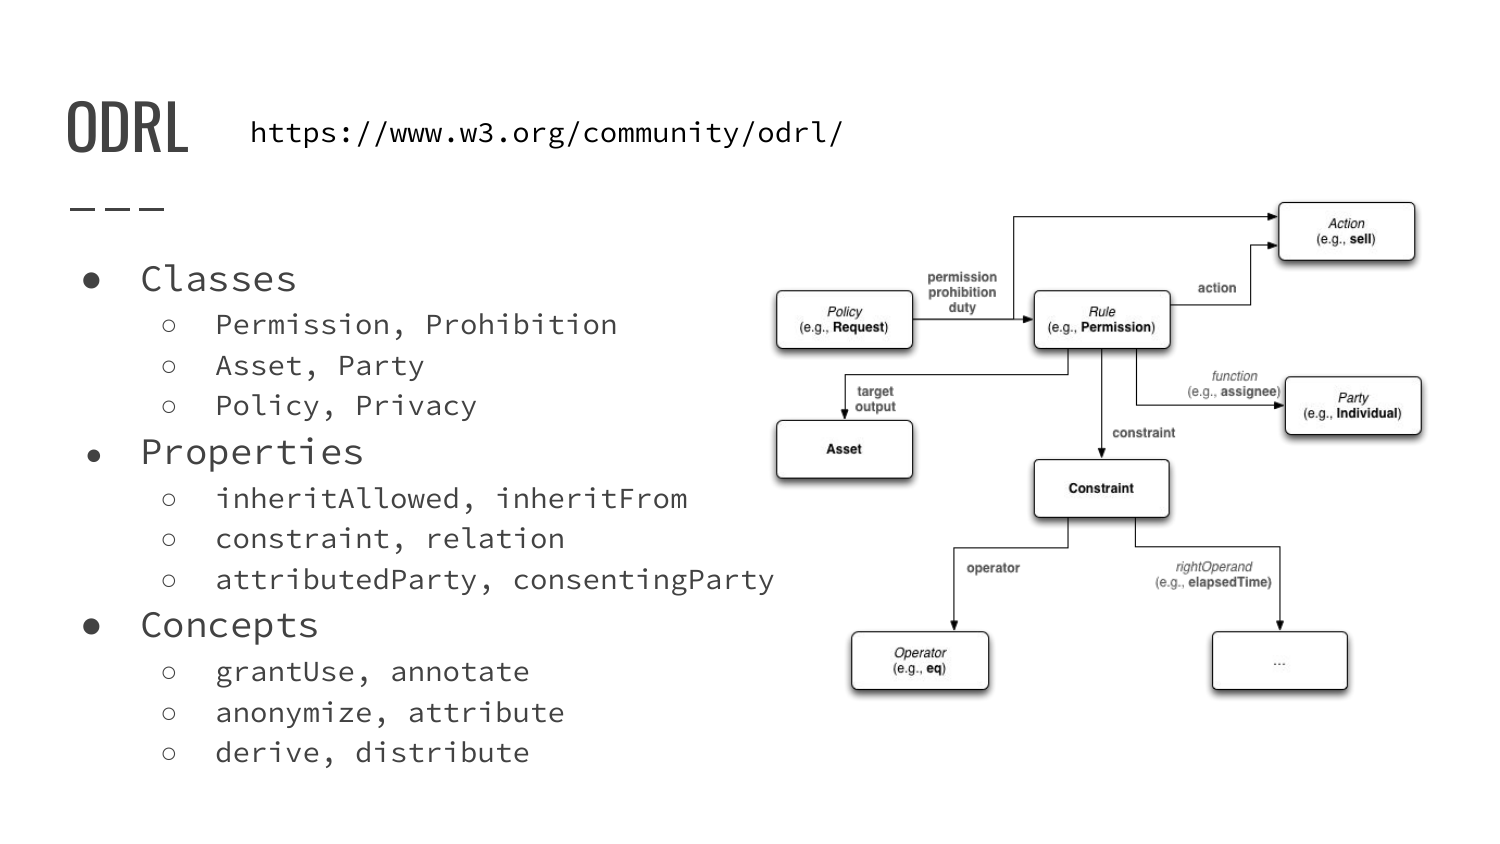 ODRL
https://www.w3.org/community/odrl/
● Classes
○ Permission, Prohibition
○ Asset, Party
○ Policy, Privacy
● Properties
○ inheritAllowed, inheritFrom
○ constraint, relation
○ attributedParty, consentingParty
● Concepts
○ grantUse, annotate
○ anonymize, attribute
○ derive, distribute
Action
(e.g., sell)
permission
prohibition
duty
action
Policy
(e.g., Request)
Rule
(e.g., Permission)
target
output
function
(e.g., assignee)
Party
(e.g., Individual)
Asset
constraint
Constraint
operator
rightOperand
(e.g., elapsedTime)
Operator
(e.g., eq)
...